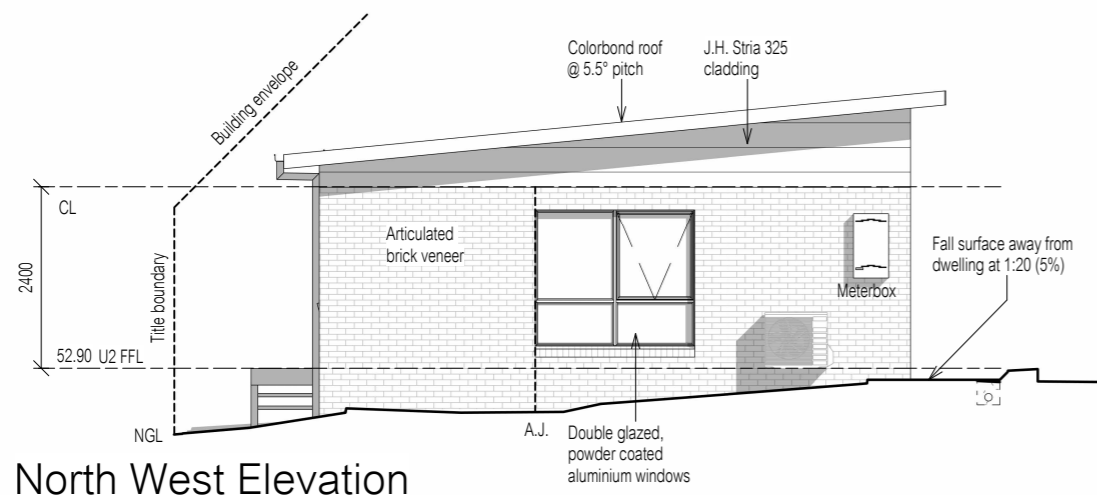 Building envelope
Colorbond roof
@ 5.5° pitch
J.H. Stria 325
cladding
CL
2400
Title boundary
Articulated
brick veneer
Fall surface away from
dwelling at 1:20 (5%)
Meterbox
52.90 U2 FFL
NGL
A.J.
Double glazed,
powder coated
aluminium windows
North West Elevation